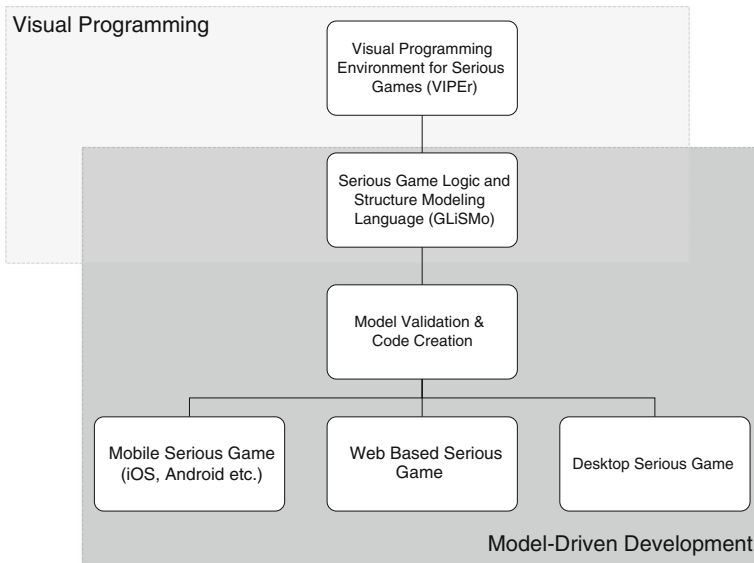 Visual Programming
Visual Programming
Environment for Serious
Games (VIPEr)
Serious Game Logic and
Structure Modeling
Language (GLiSMo)
Model Validation &
Code Creation
Mobile Serious Game
(iOS, Android etc.)
Web Based Serious
Game
Desktop Serious Game
Model-Driven Development